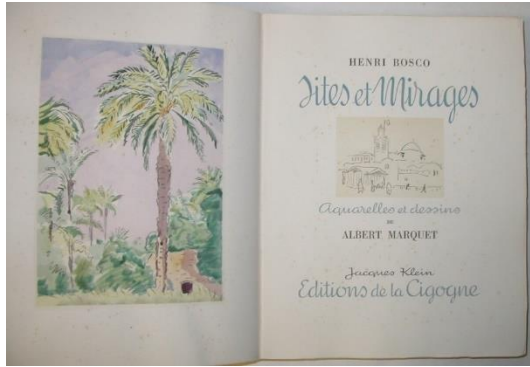 HENRI BOSCO
Sites et Mirages
Aquarelles et dessins
DE
ALBERT MARQUET
Jacques Klein
Editions de la Cigogne